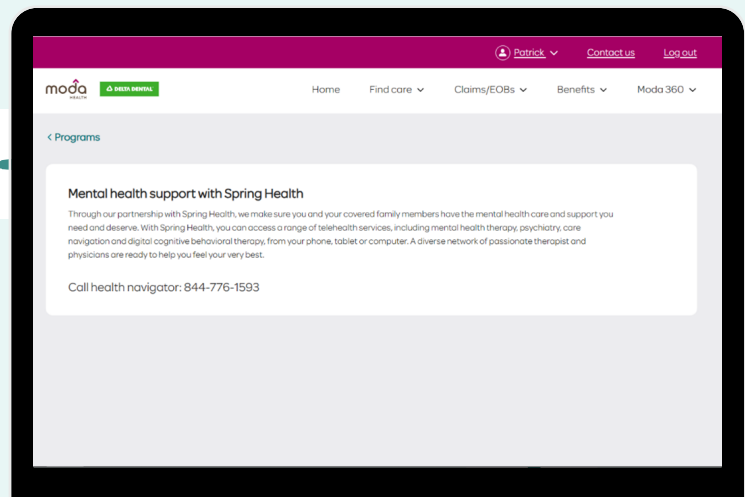 Patrick
Contact us
Log out
moda
HEALTH
DELTA DENTAL
Home
Find care
Claims/EOBs
Benefits
Moda 360
< Programs
Mental health support with Spring Health
Through our partnership with Spring Health, we make sure you and your covered family members have the mental health care and support you
need and deserve. With Spring Health, you can access a range of telehealth services, including mental health therapy, psychiatry, care
navigation and digital cognitive behavioral therapy, from your phone, tablet or computer. A diverse network of passionate therapist and
physicians are ready to help you feel your very best.
Call health navigator: 844-776-1593